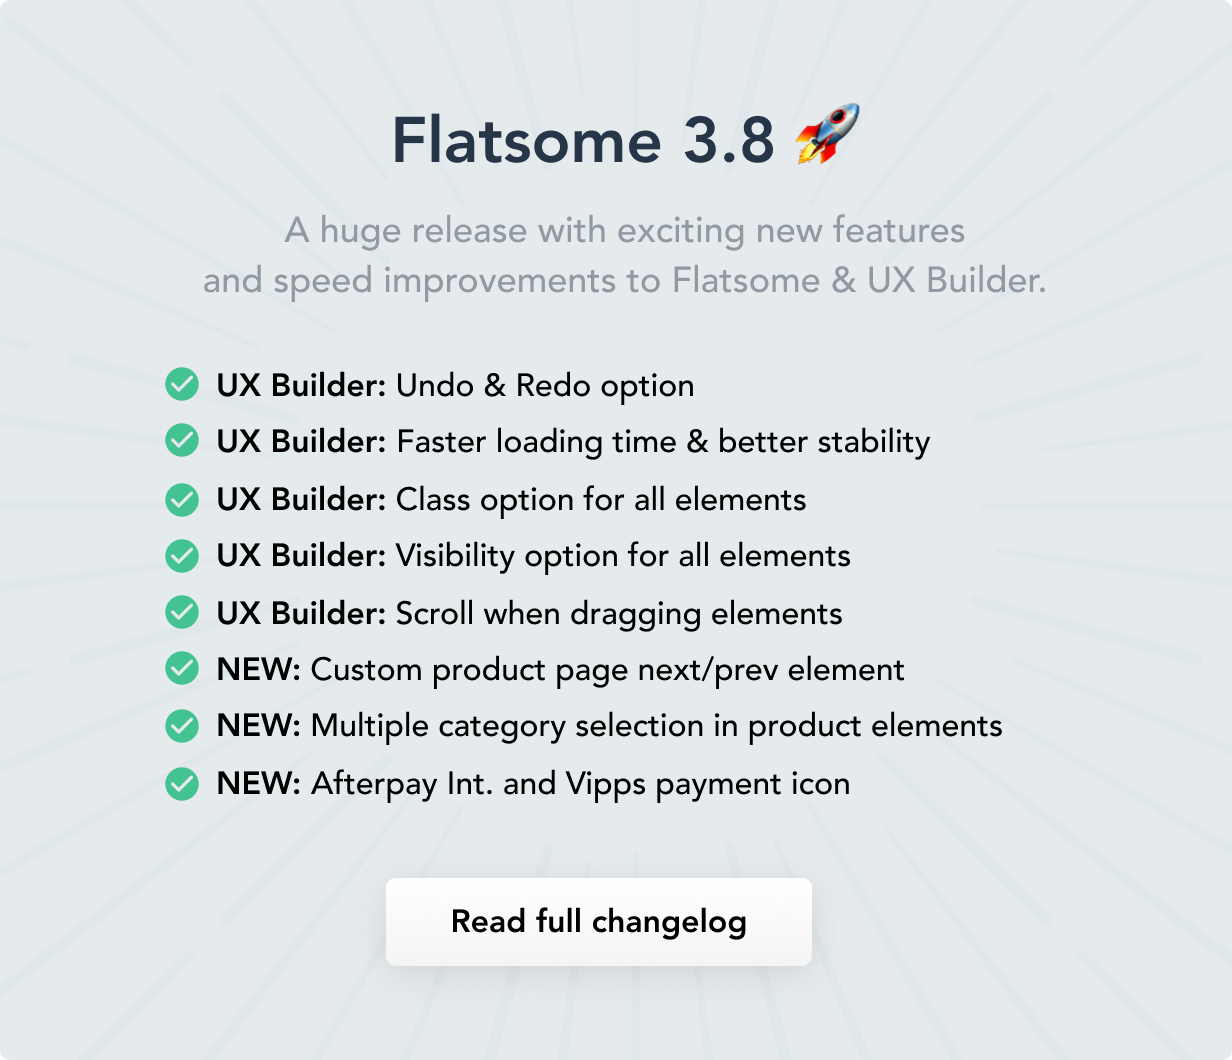 Flatsome 3.8 🚀
A huge release with exciting new features
and speed improvements to Flatsome & UX Builder.
UX Builder: Undo & Redo option
UX Builder: Faster loading time & better stability
UX Builder: Class option for all elements
UX Builder: Visibility option for all elements
UX Builder: Scroll when dragging elements
NEW: Custom product page next/prev element
NEW: Multiple category selection in product elements
NEW: Afterpay Int. and Vipps payment icon
Read full changelog